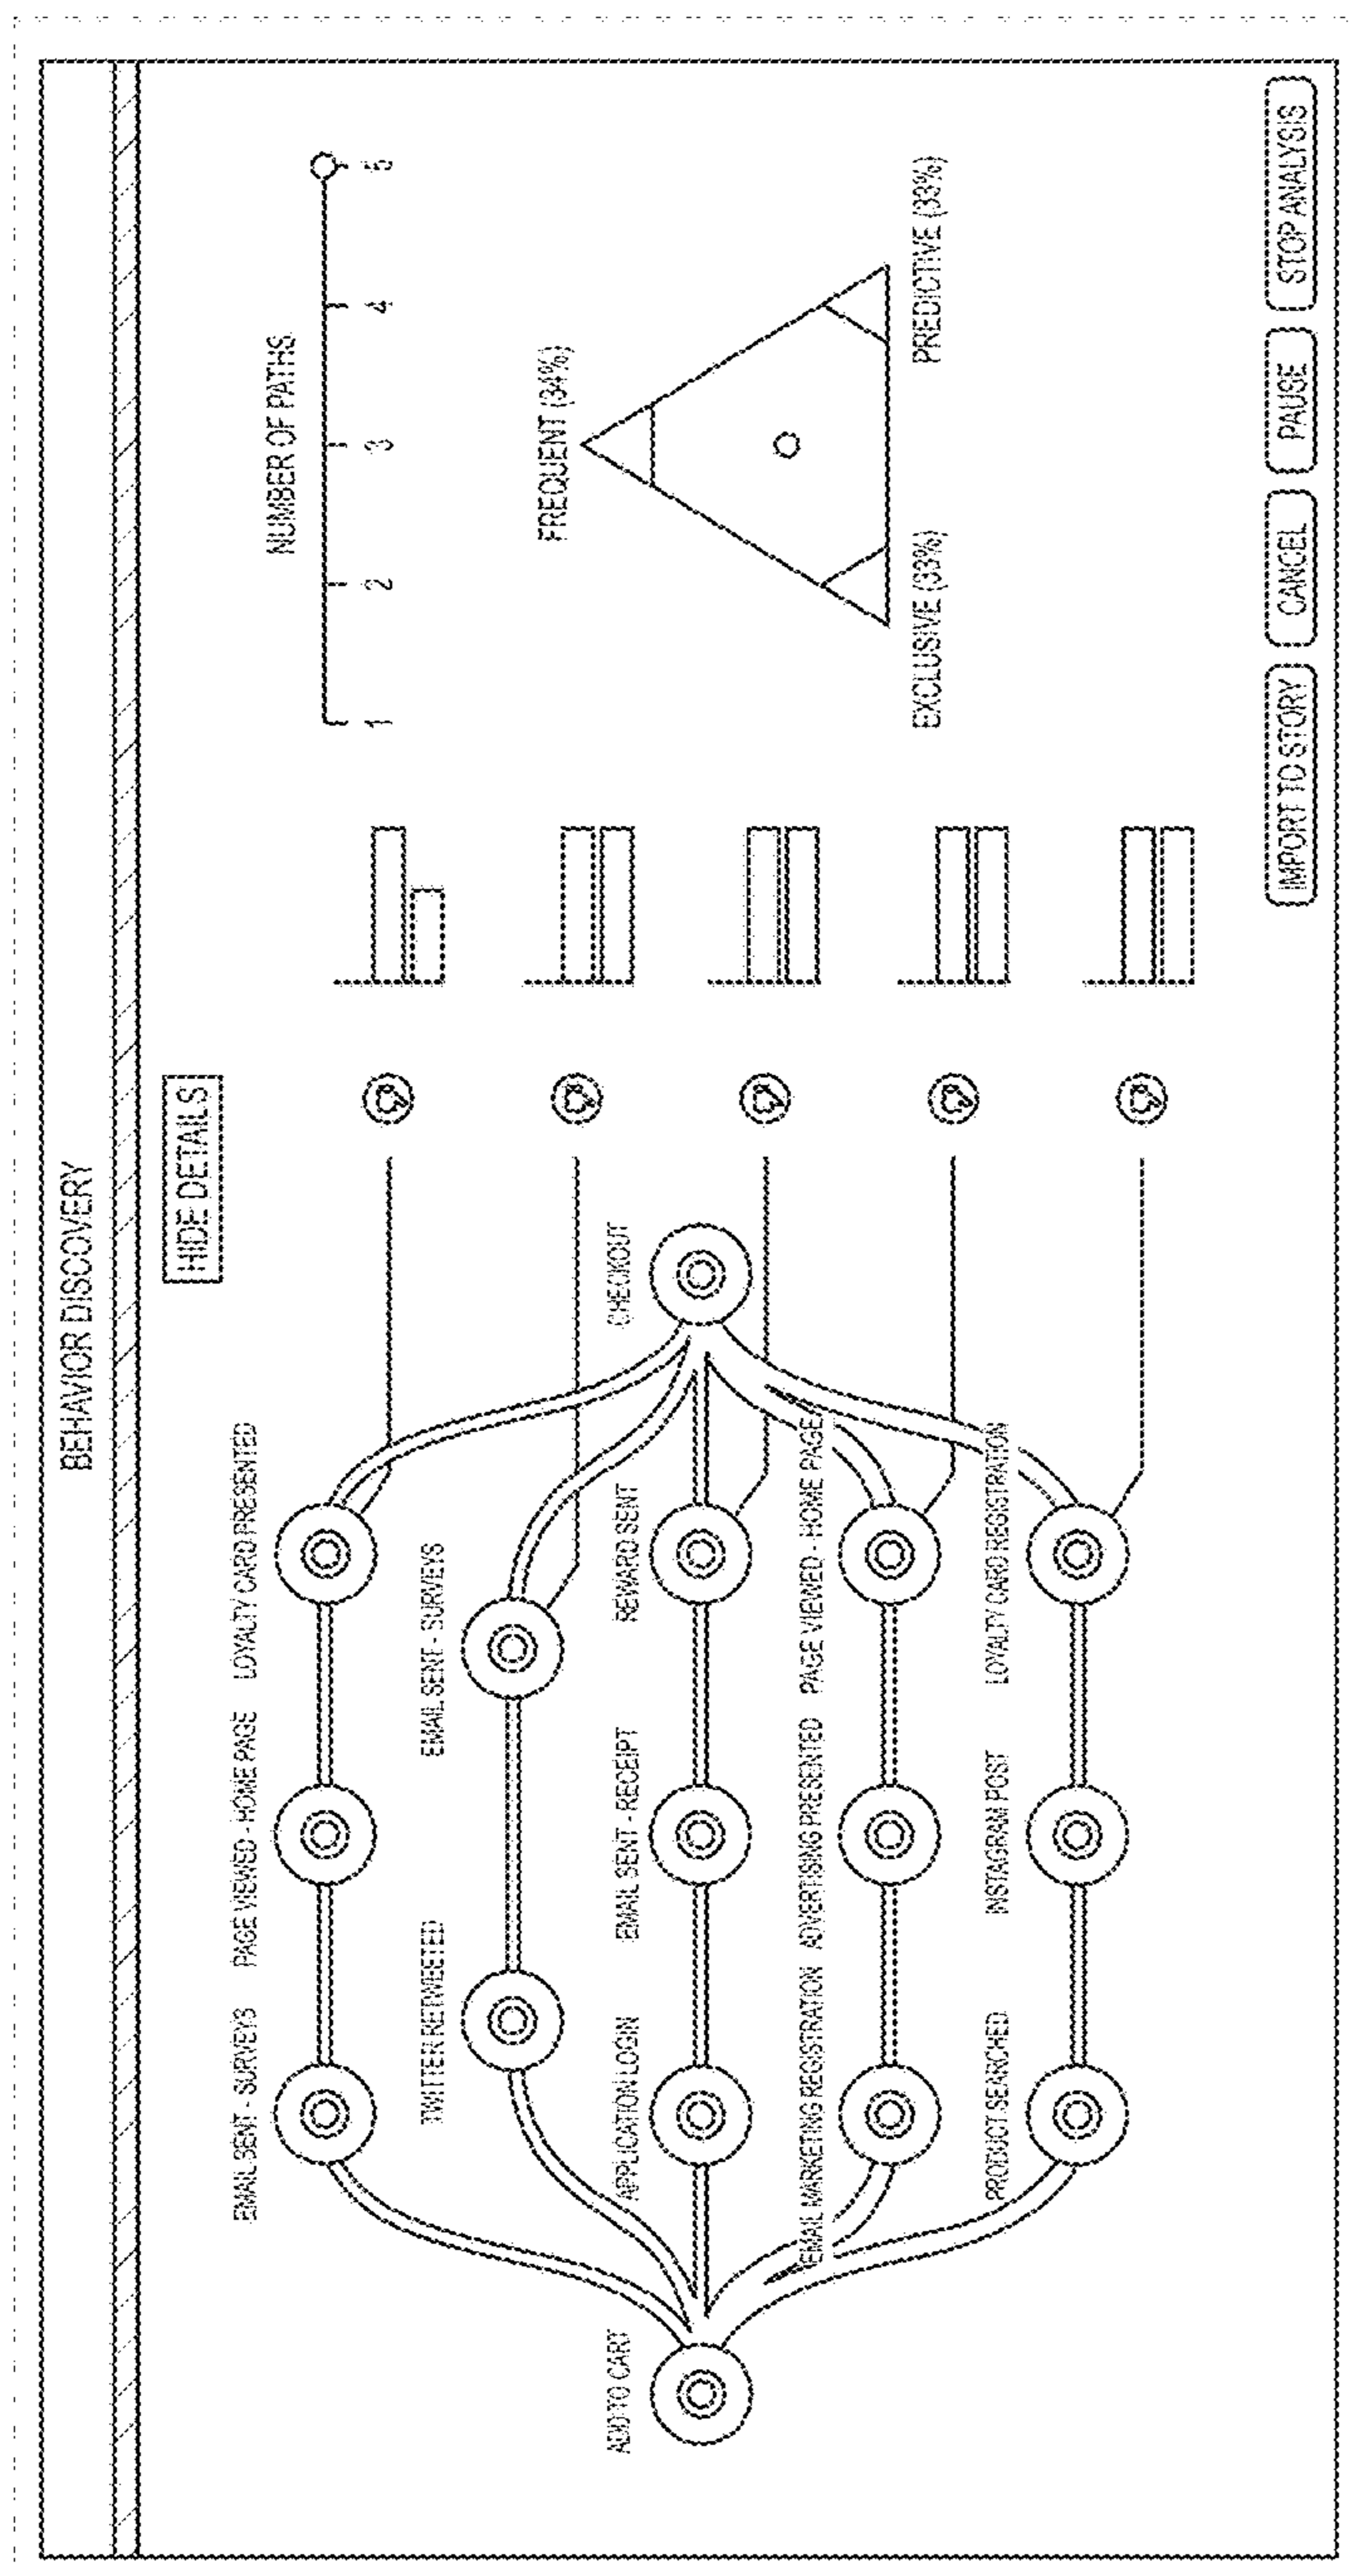 BEHAVIOR DISCOVERY
HIDE DETAILS
EMAIL SENT - SURVEYS
PAGE VIEWED - HOME PAGE
LOYALTY CARD PRESENTED
NUMBER OF PATHS
1 2 3 4 5
TWITTER RETWEETED
EMAIL SENT - SURVEYS
ADD TO CART
APPLICATION LOGIN
EMAIL SENT - RECEIPT
REWARD SENT
CHECKOUT
FREQUENT (34%)
EMAIL MARKETING REGISTRATION
ADVERTISING PRESENTED
PAGE VIEWED - HOME PAGE
EXCLUSIVE (33%)
PREDICTIVE (33%)
PRODUCT SEARCHED
INSTAGRAM POST
LOYALTY CARD REGISTRATION
IMPORT TO STORY
CANCEL
PAUSE
STOP ANALYSIS